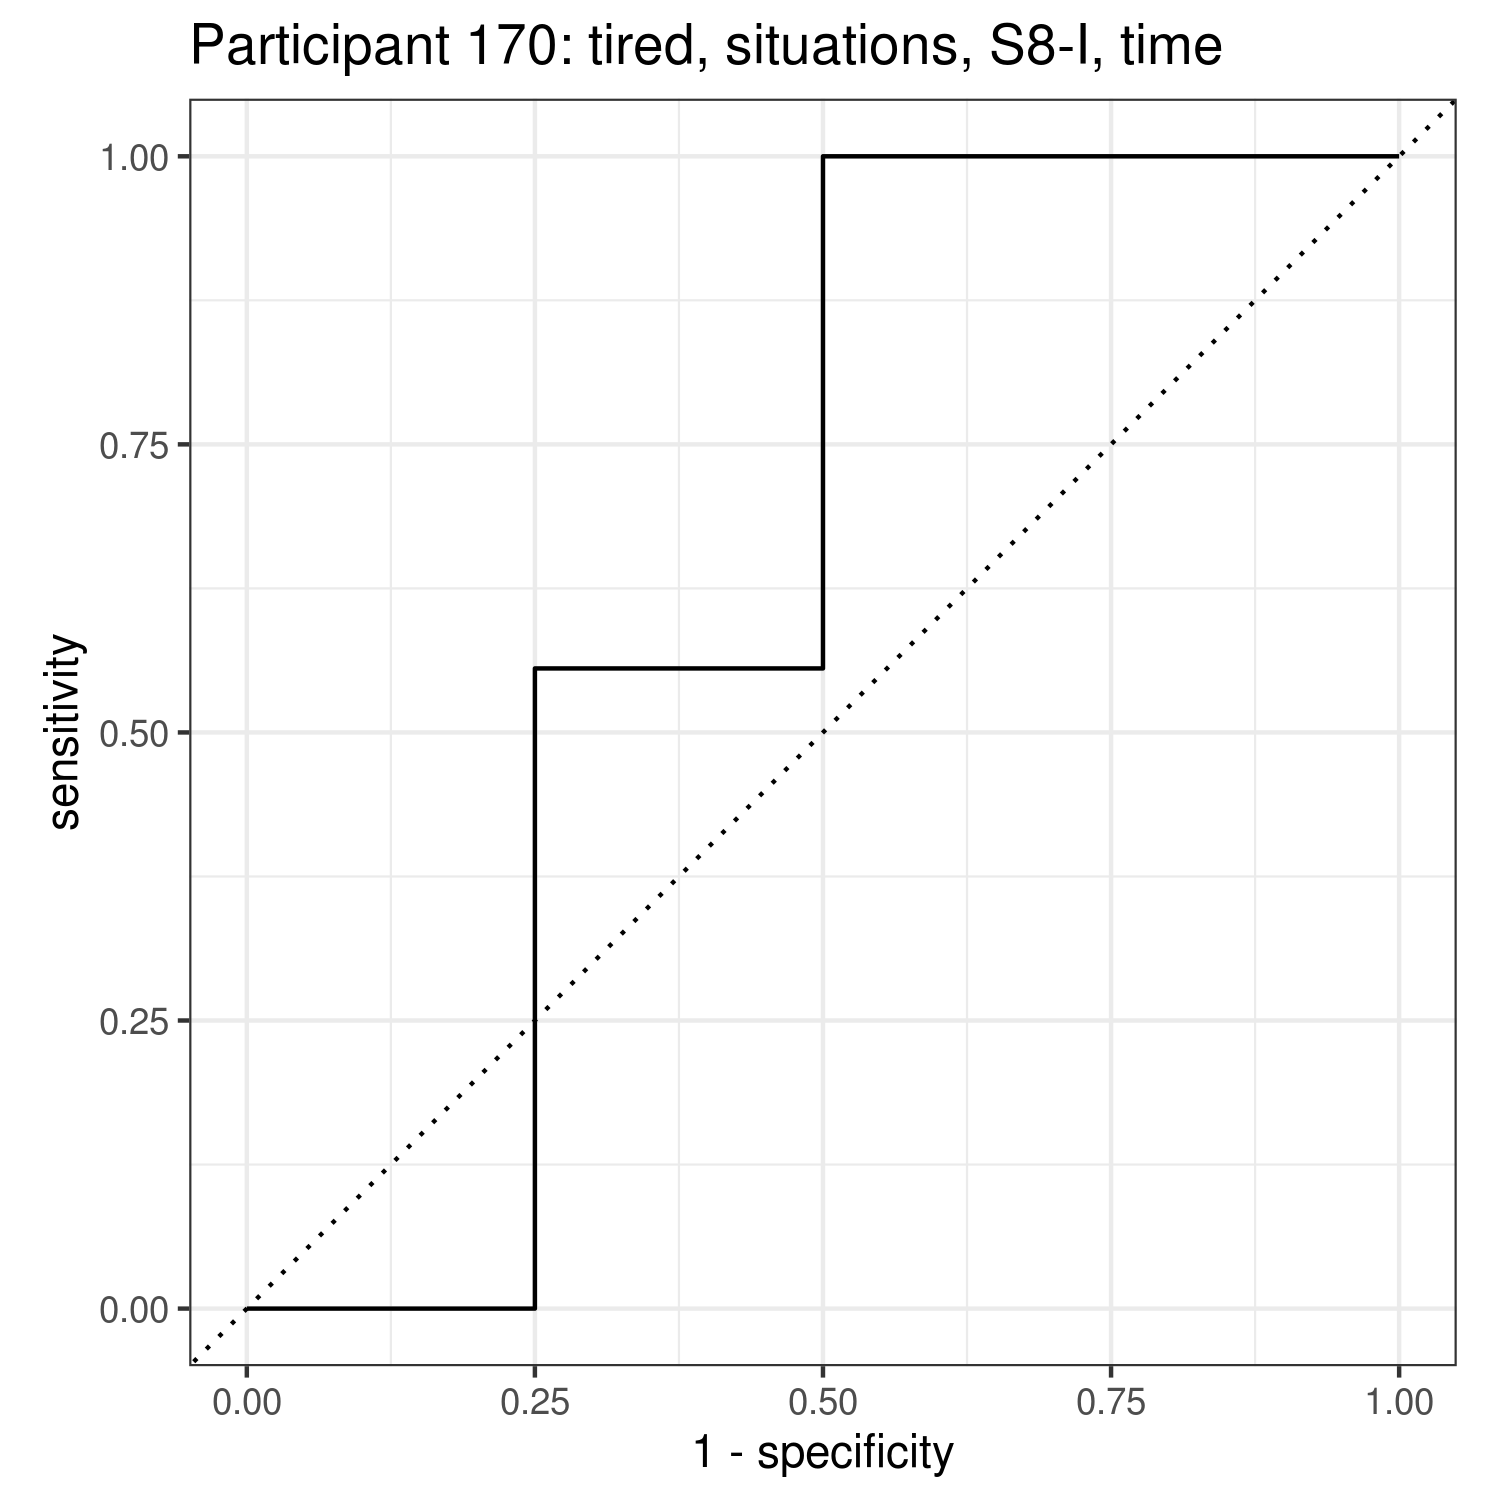 Participant 170: tired, situations, S8-I, time
sensitivity
1.00
0.75
0.50
0.25
0.00
0.00 0.25 0.50 0.75 1.00
1 - specificity